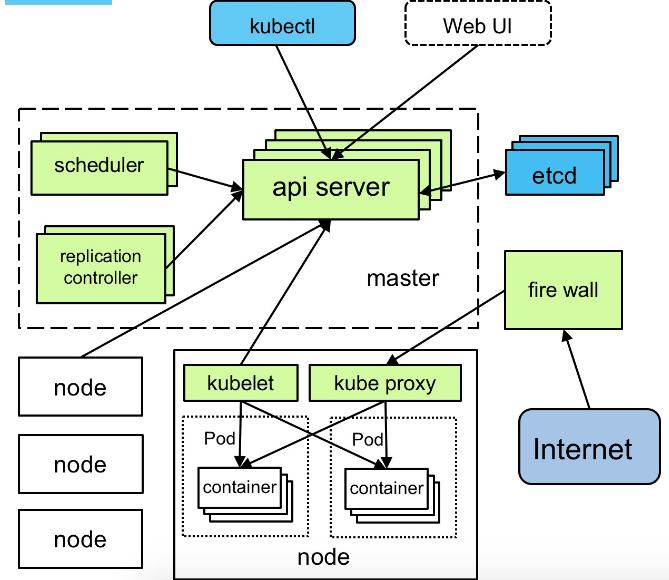 kubectl
Web UI
scheduler
api server
etcd
replication
controller
master
fire wall
node
kubelet
kube proxy
Pod
Pod
node
container
container
Internet
node
node